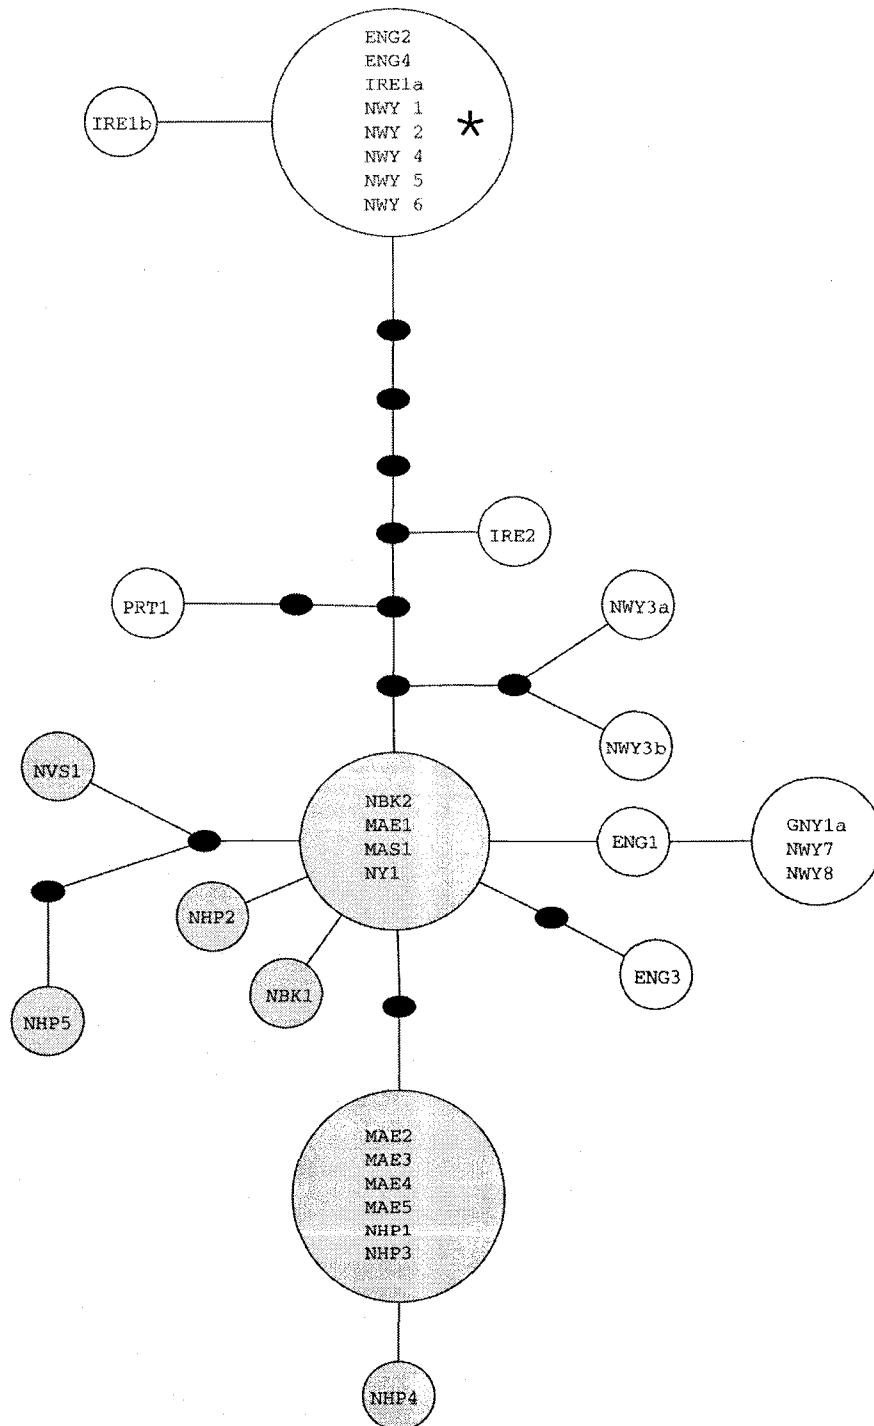 ENG2
ENG4
IRE1a
NWY 1
NWY 2
NWY 4
NWY 5
NWY 6
*
IRE1b
IRE2
PRT1
NWY3a
NWY3b
NVS1
NBK2
MAE1
MAS1
NY1
ENG1
GNY1a
NWY7
NWY8
NHP2
NBK1
ENG3
NHP5
MAE2
MAE3
MAE4
MAE5
NHP1
NHP3
NHP4